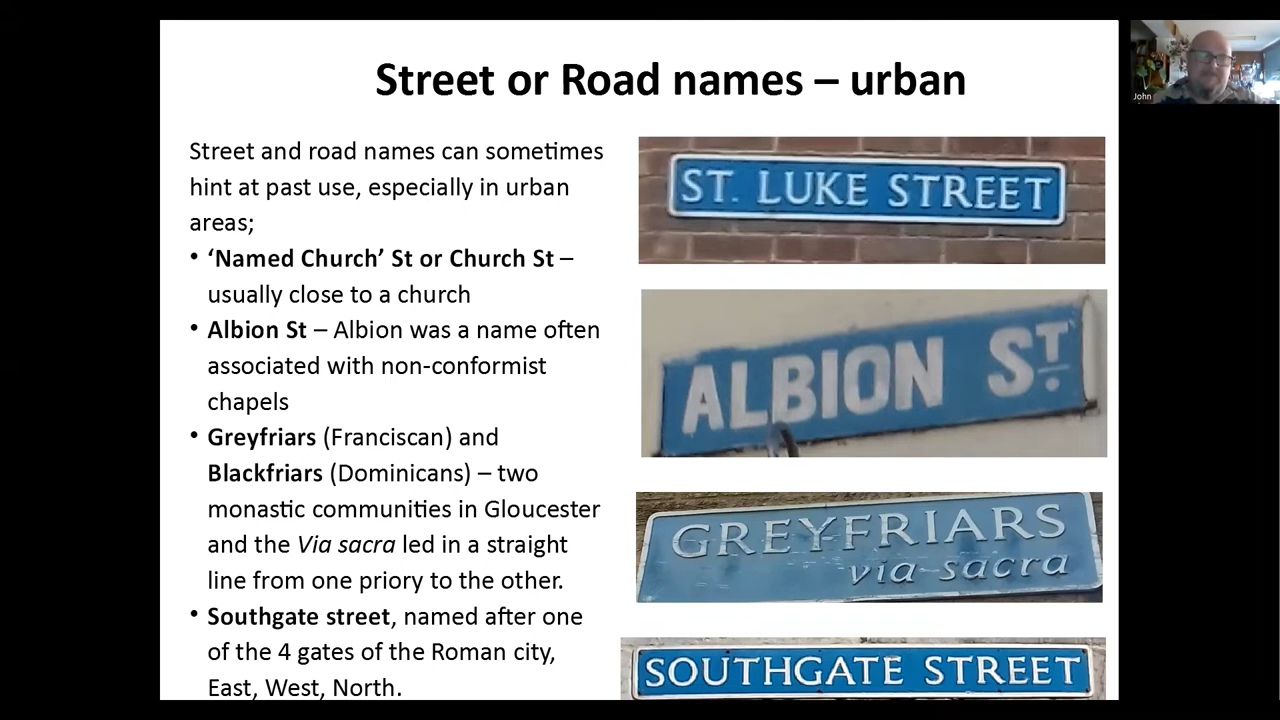 Street or Road names – urban
Street and road names can sometimes
hint at past use, especially in urban
areas;
• ‘Named Church’ St or Church St –
usually close to a church
• Albion St – Albion was a name often
associated with non-conformist
chapels
• Greyfriars (Franciscan) and
Blackfriars (Dominicans) – two
monastic communities in Gloucester
and the Via sacra led in a straight
line from one priory to the other.
• Southgate street, named after one
of the 4 gates of the Roman city,
East, West, North.
ST. LUKE STREET
ALBION ST.
GREYFRIARS
via-sacra
SOUTHGATE STREET
John